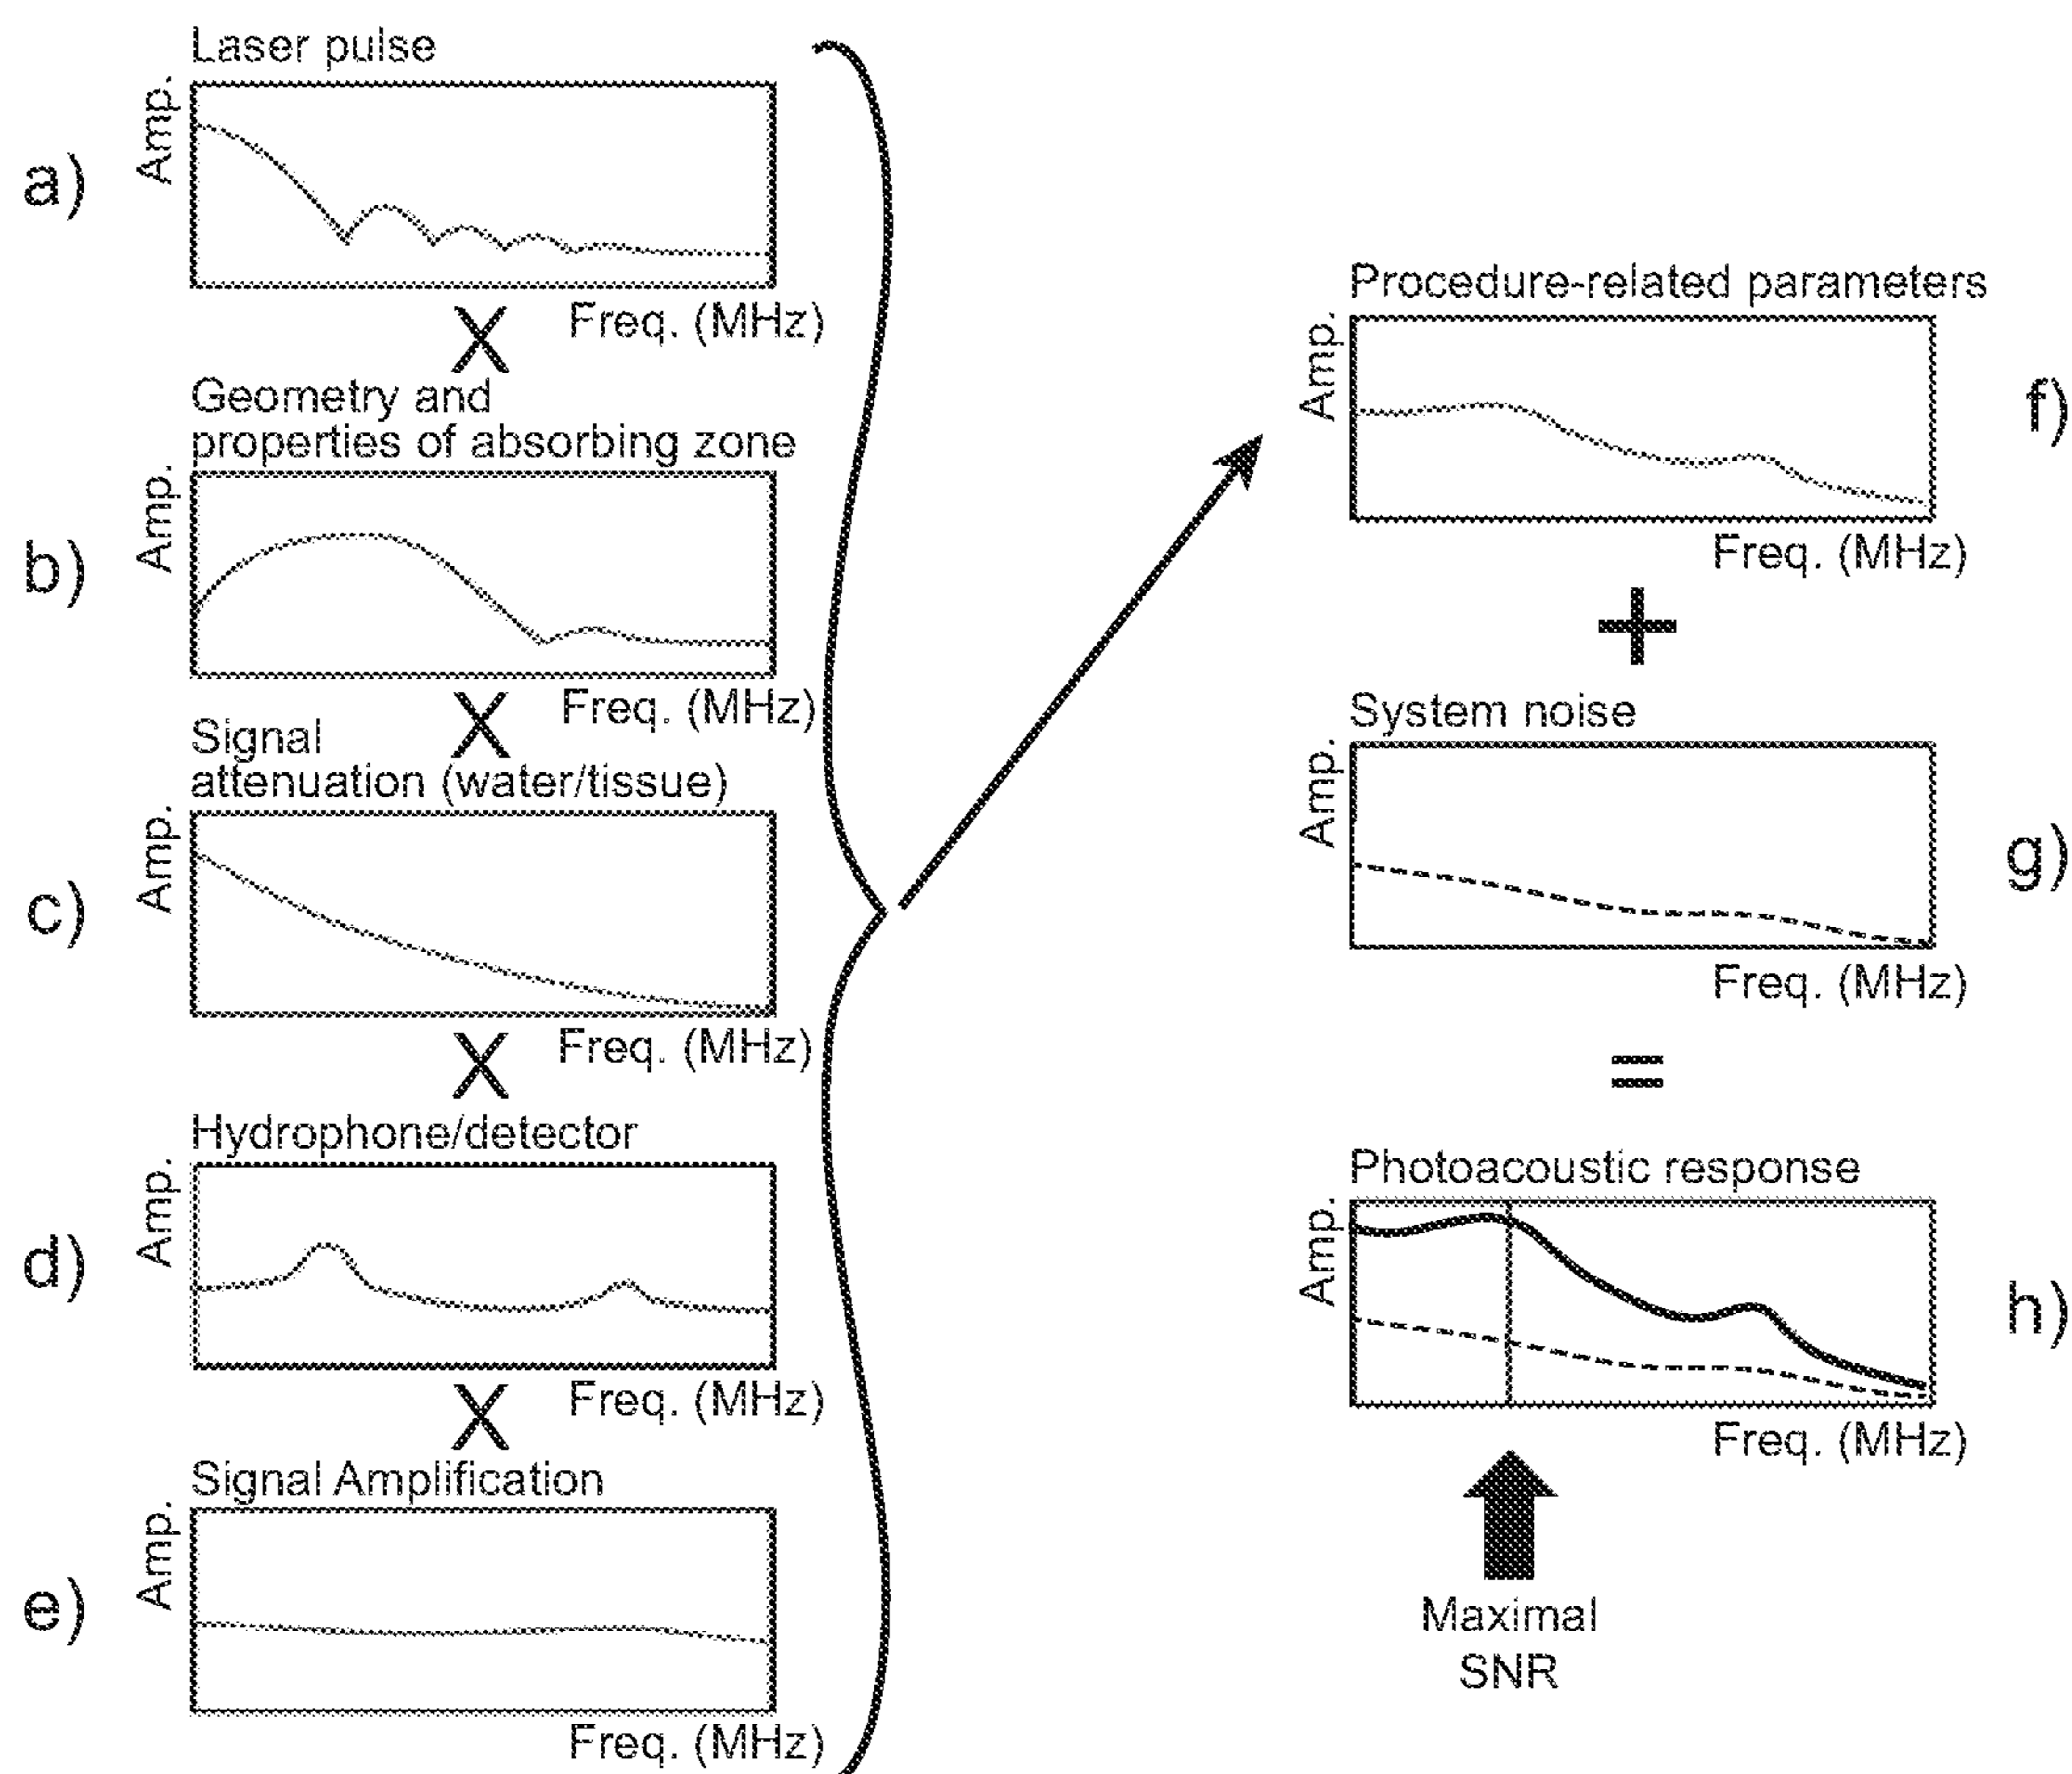 Laser pulse
Amp.
a)
Freq. (MHz)
X
Geometry and
properties of absorbing zone
Amp.
b)
Freq. (MHz)
X
Signal
attenuation (water/tissue)
Amp.
c)
Freq. (MHz)
X
Hydrophone/detector
Amp.
d)
Freq. (MHz)
X
Signal Amplification
Amp.
e)
Freq. (MHz)
Procedure-related parameters
Amp.
f)
Freq. (MHz)
+
System noise
Amp.
g)
Freq. (MHz)
=
Photoacoustic response
Amp.
h)
Freq. (MHz)
Maximal
SNR